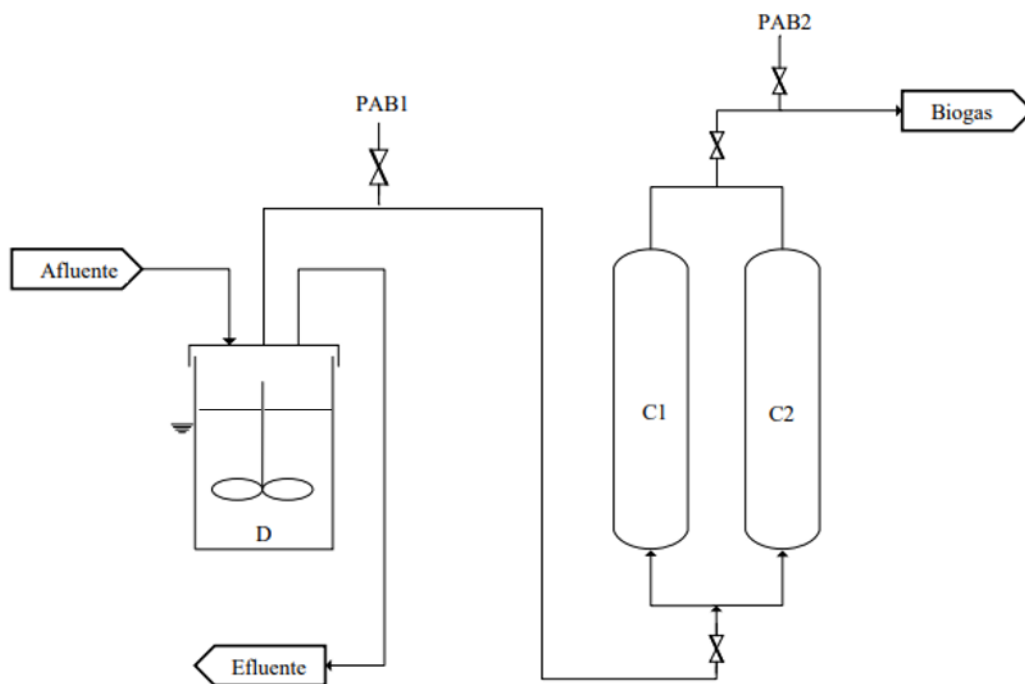 PAB2
Biogas
PAB1
Afluente
C1
C2
D
Efluente